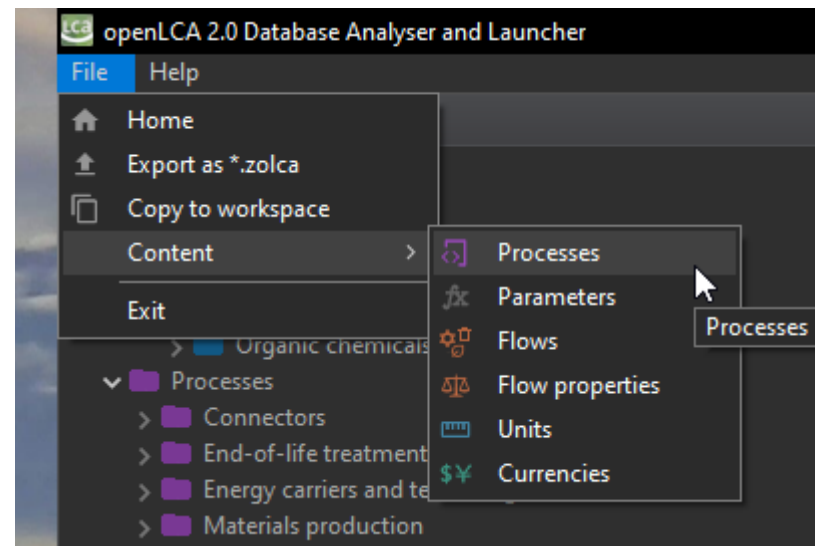 LCa openLCA 2.0 Database Analyser and Launcher
File Help
Home
Export as *.zolca
Copy to workspace
Content
Processes
fx Parameters
Processes
Exit
Flows
Organic chemicals
Processes
Flow properties
Connectors
Units
End-of-life treatment
$¥ Currencies
Energy carriers and te
Materials production